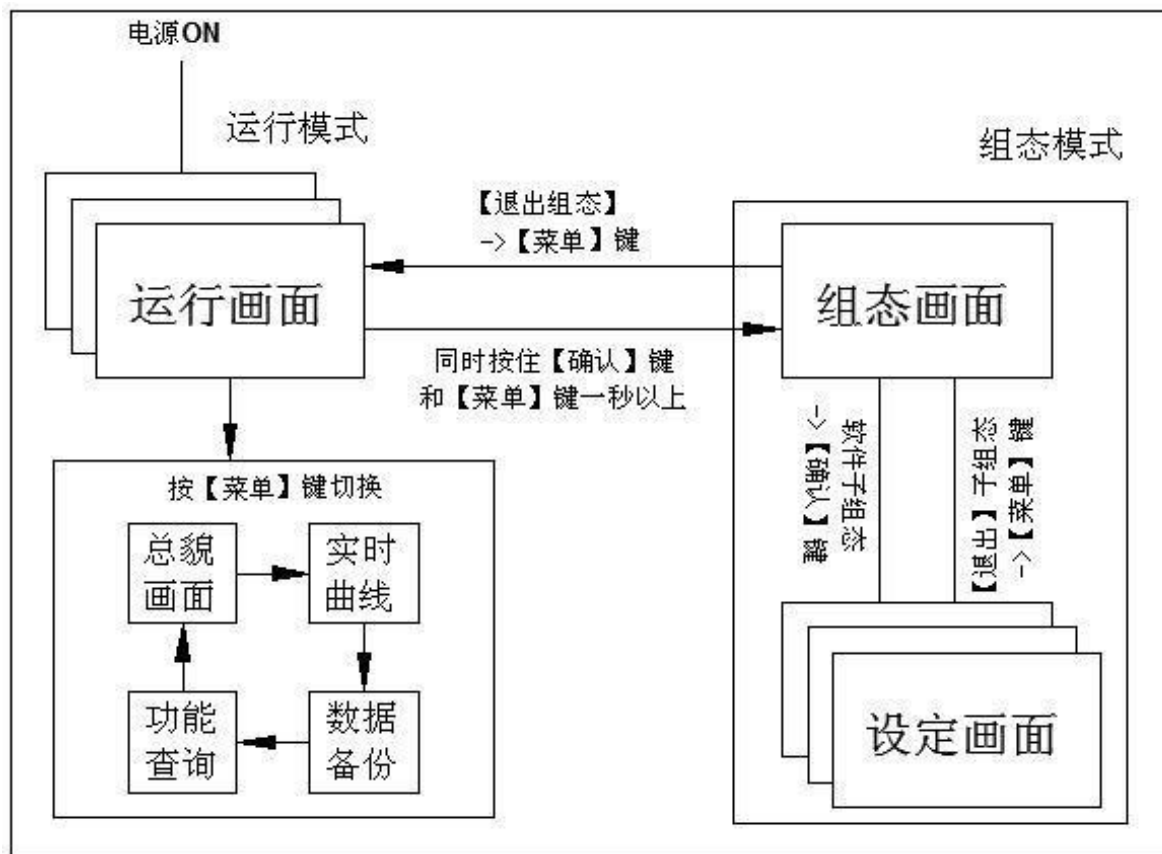 电源ON
运行模式
组态模式
【退出组态】
->【菜单】键
运行画面
组态画面
同时按住【确认】键
和【菜单】键一秒以上
软件子组态
->【确认】键
【退出】子组态
->【菜单】键
按【菜单】键切换
总貌
画面
实时
曲线
功能
查询
数据
备份
设定画面